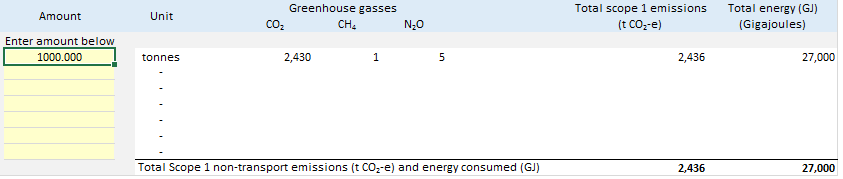 Amount Unit Greenhouse gasses Total scope 1 emissions Total energy (GJ)
CO₂ CH₄ N₂O (t CO₂-e) (Gigajoules)
Enter amount below
1000.000 tonnes 2,430 1 5 2,436 27,000
-
-
-
-
-
-
Total Scope 1 non-transport emissions (t CO₂-e) and energy consumed (GJ) 2,436 27,000